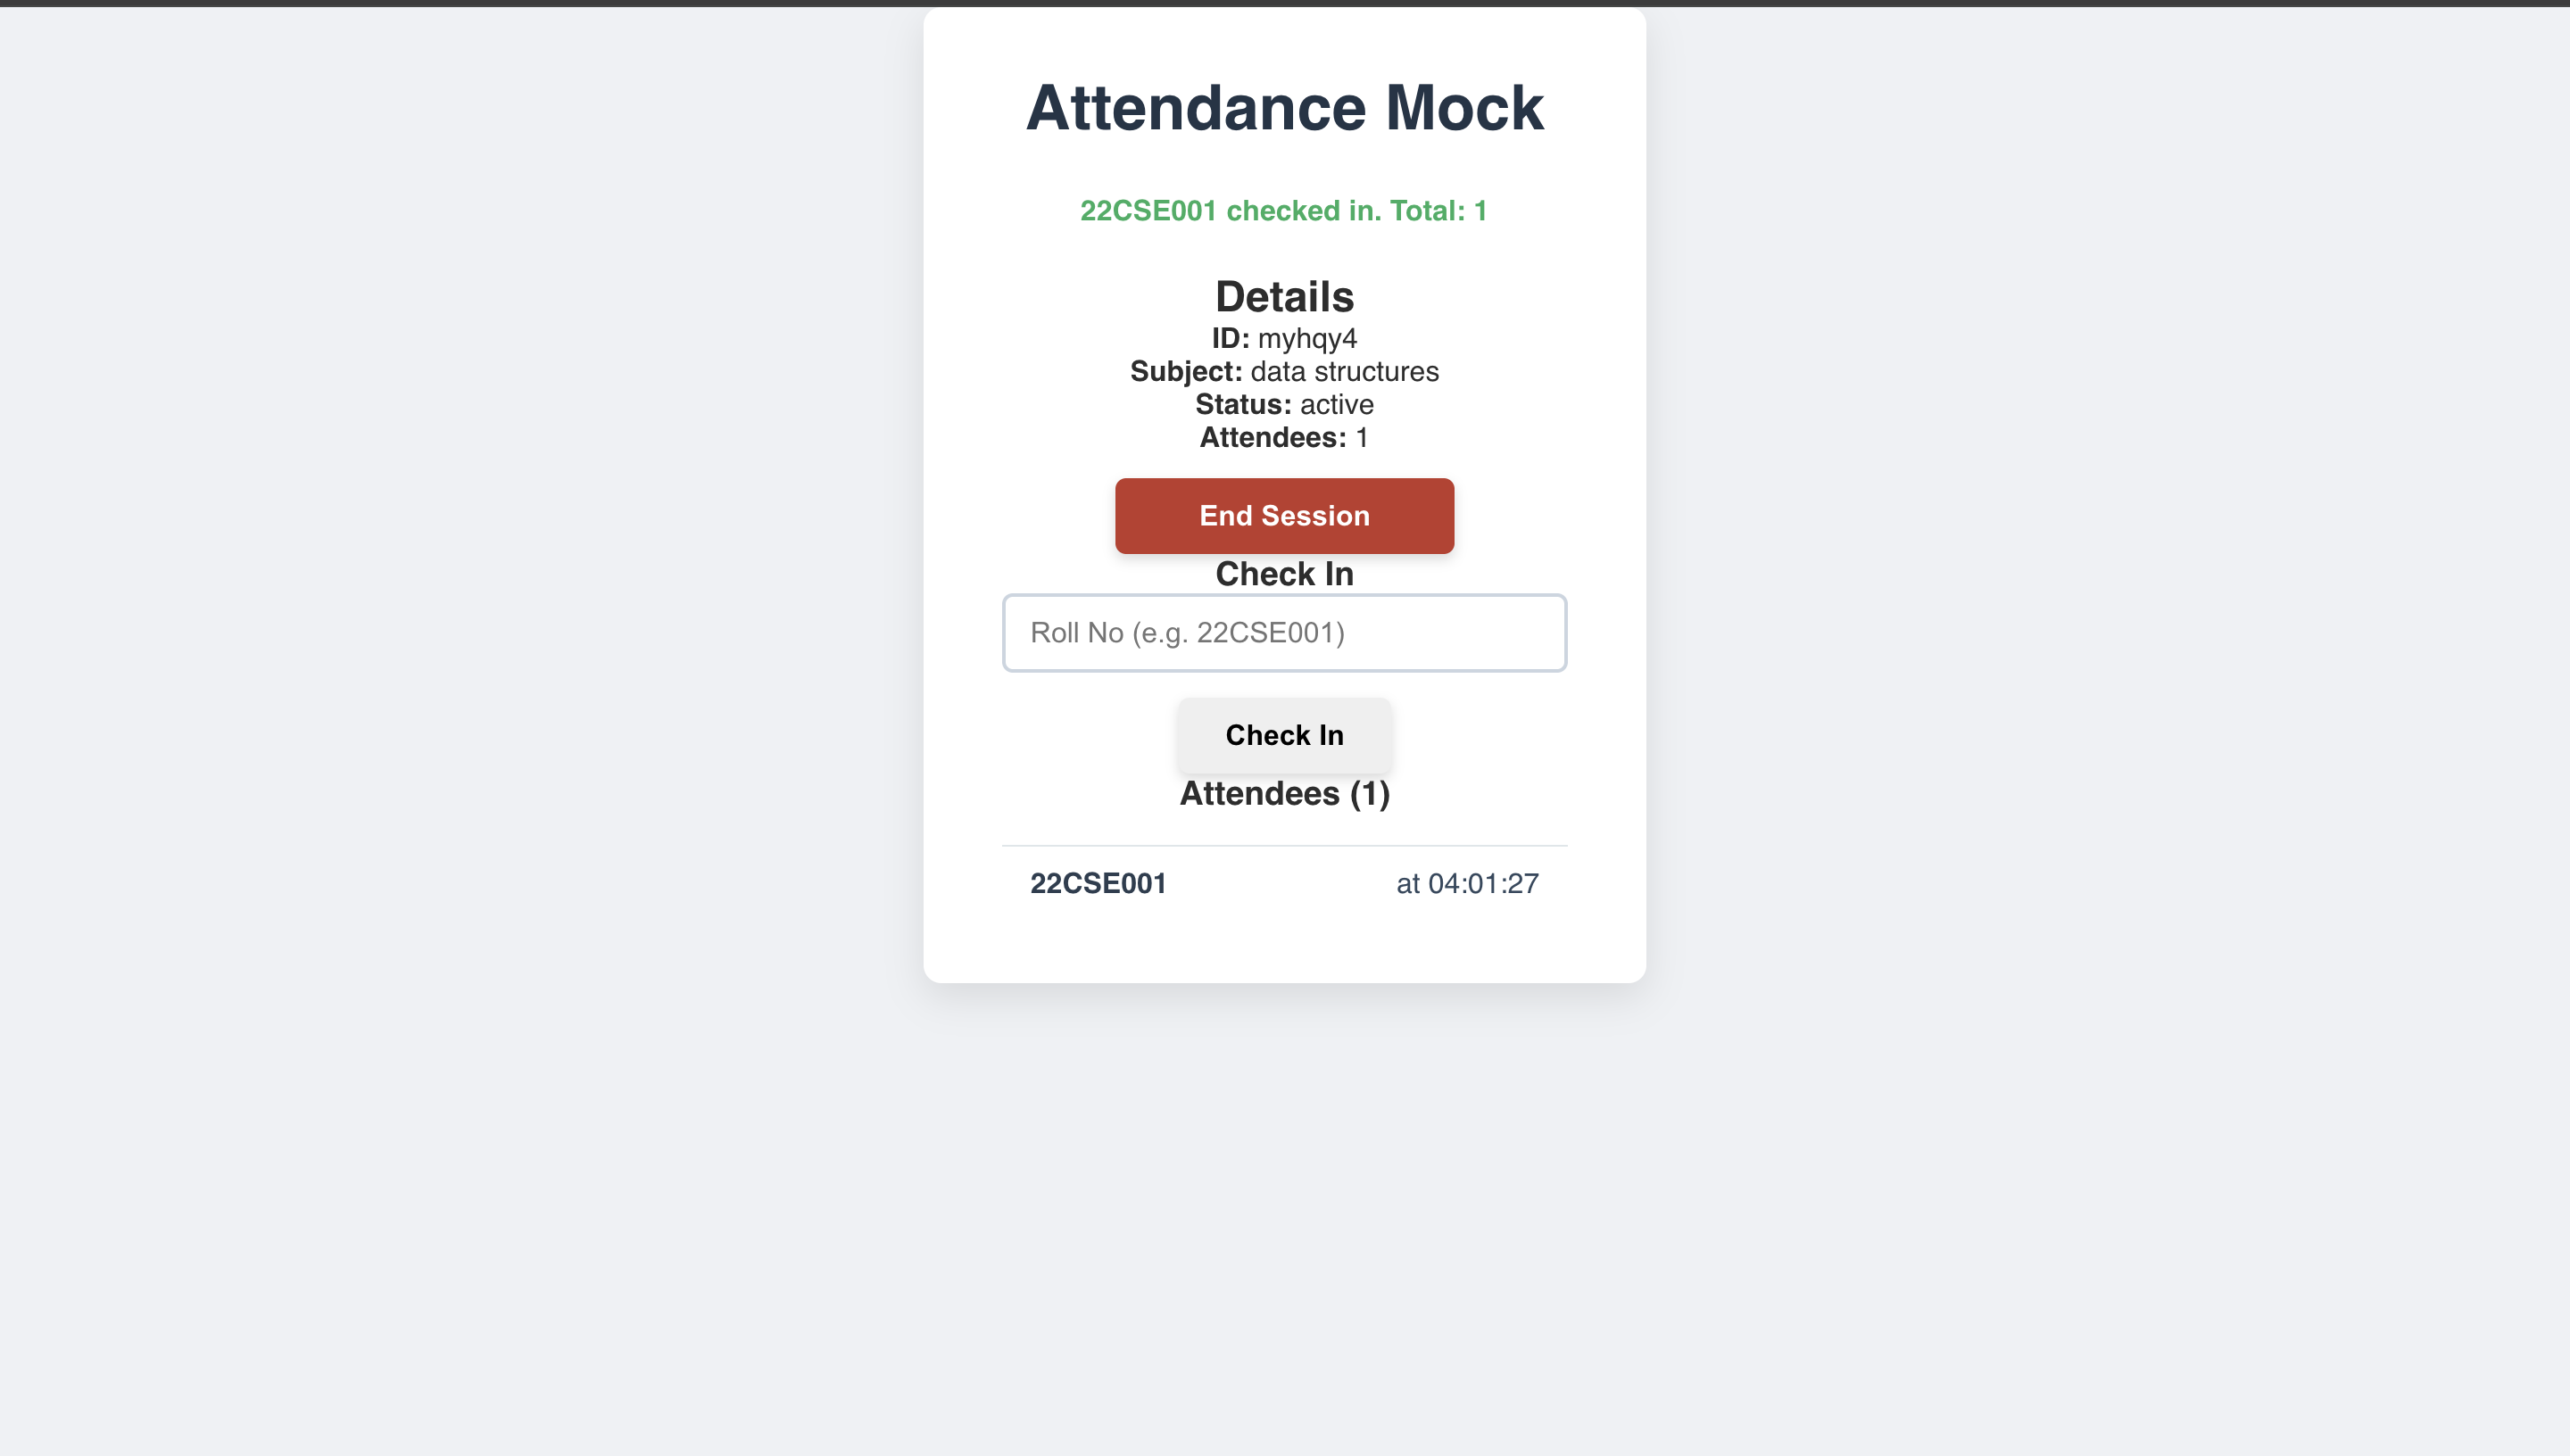 Attendance Mock
22CSE001 checked in. Total: 1
Details
ID: myhqy4
Subject: data structures
Status: active
Attendees: 1
End Session
Check In
Roll No (e.g. 22CSE001)
Check In
Attendees (1)
22CSE001 at 04:01:27